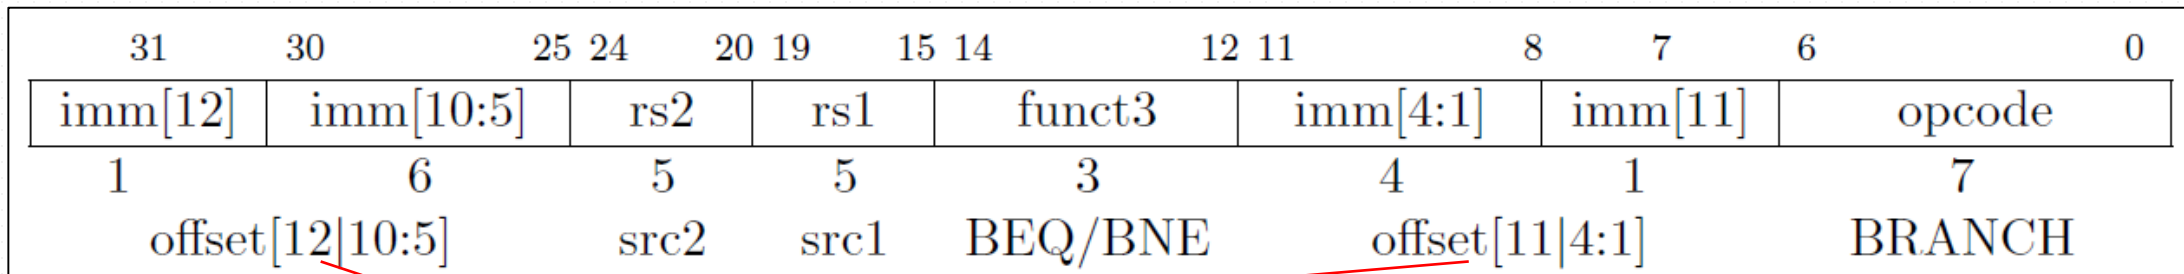 31 30 25 24 20 19 15 14 12 11 8 7 6 0
imm[12] imm[10:5] rs2 rs1 funct3 imm[4:1] imm[11] opcode
1 6 5 5 3 4 1 7
offset[12|10:5] src2 src1 BEQ/BNE offset[11|4:1] BRANCH